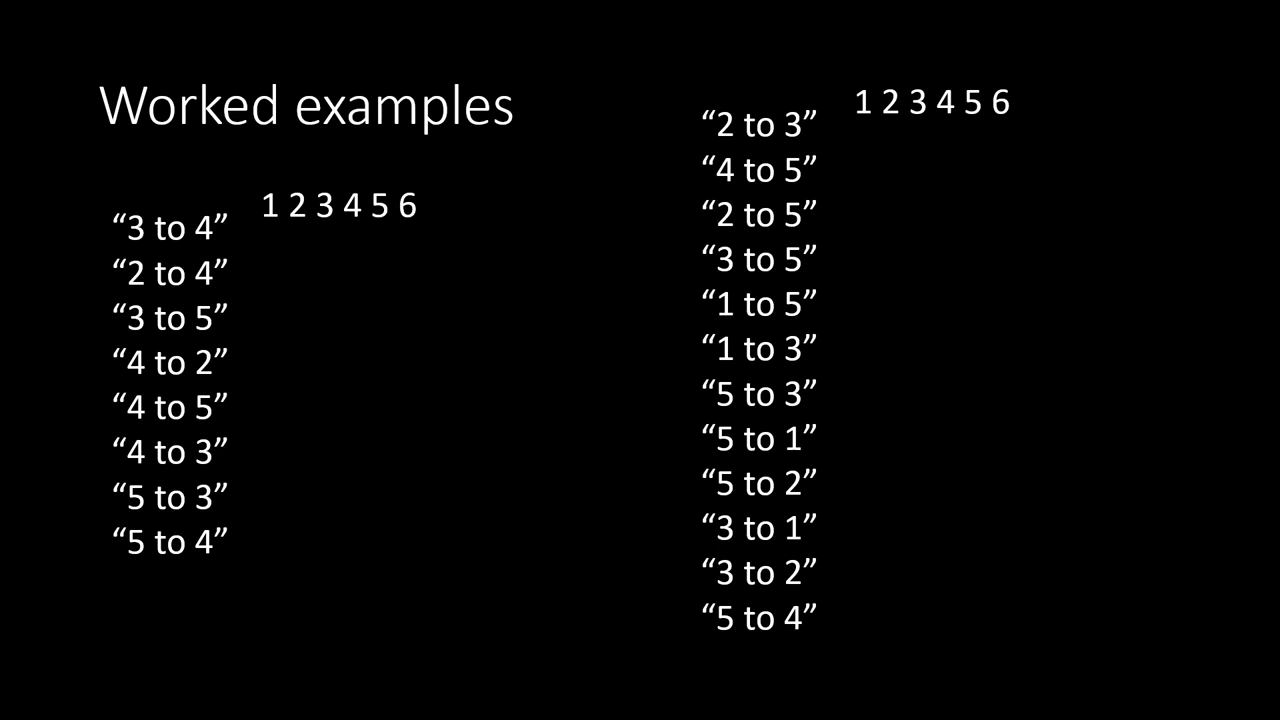 Worked examples
1 2 3 4 5 6
“3 to 4”
“2 to 4”
“3 to 5”
“4 to 2”
“4 to 5”
“4 to 3”
“5 to 3”
“5 to 4”
1 2 3 4 5 6
“2 to 3”
“4 to 5”
“2 to 5”
“3 to 5”
“1 to 5”
“1 to 3”
“5 to 3”
“5 to 1”
“5 to 2”
“3 to 1”
“3 to 2”
“5 to 4”